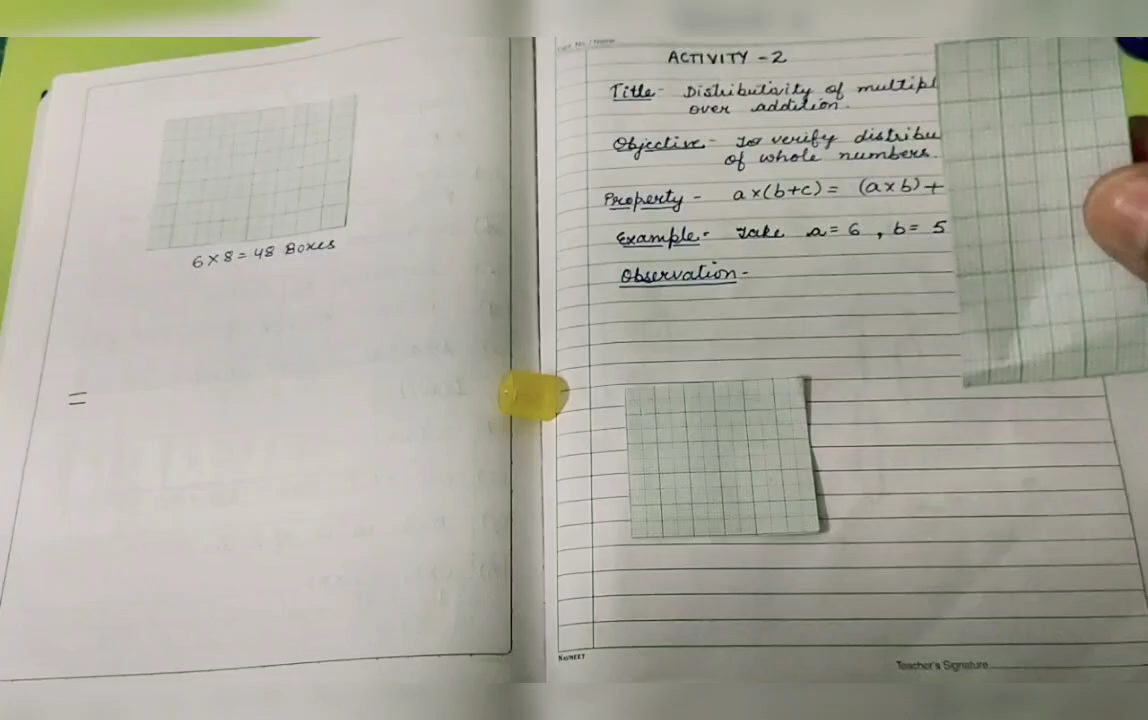 6 × 8 = 48 Boxes
=
ACTIVITY - 2
Title - Distributivity of multipl
over addition.
Objective - To verify distribu
of whole numbers.
Property - a×(b+c) = (a×b)+
Example - Take a = 6 , b = 5
Observation -
NAVNEET
Teacher's Signature